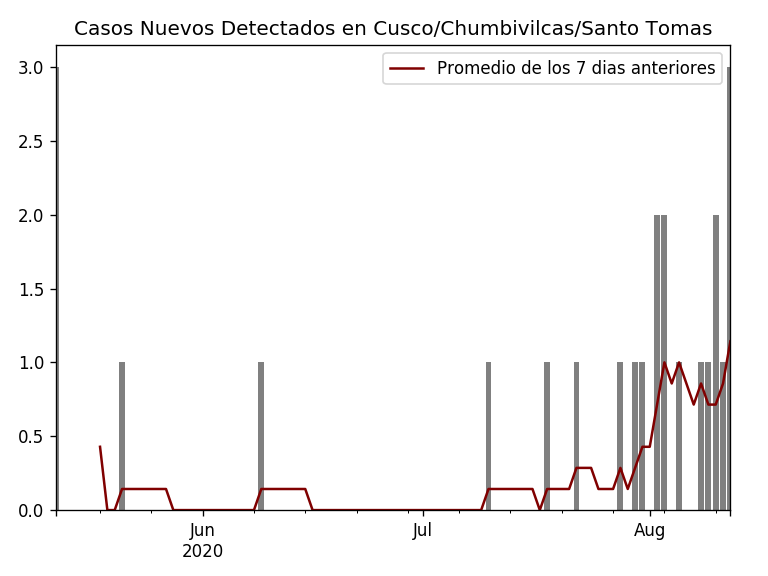 Casos Nuevos Detectados en Cusco/Chumbivilcas/Santo Tomas
Promedio de los 7 dias anteriores
3.0
2.5
2.0
1.5
1.0
0.5
0.0
Jun
2020
Jul
Aug